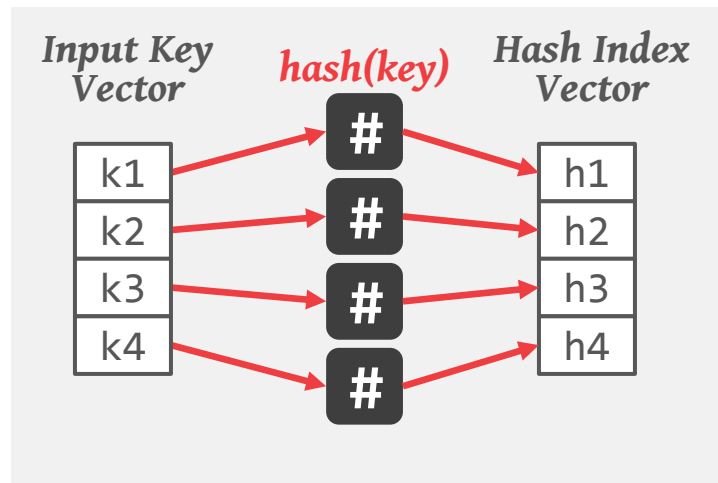 Input Key
Vector
hash(key)
Hash Index
Vector
k1
k2
k3
k4
#
#
#
#
h1
h2
h3
h4